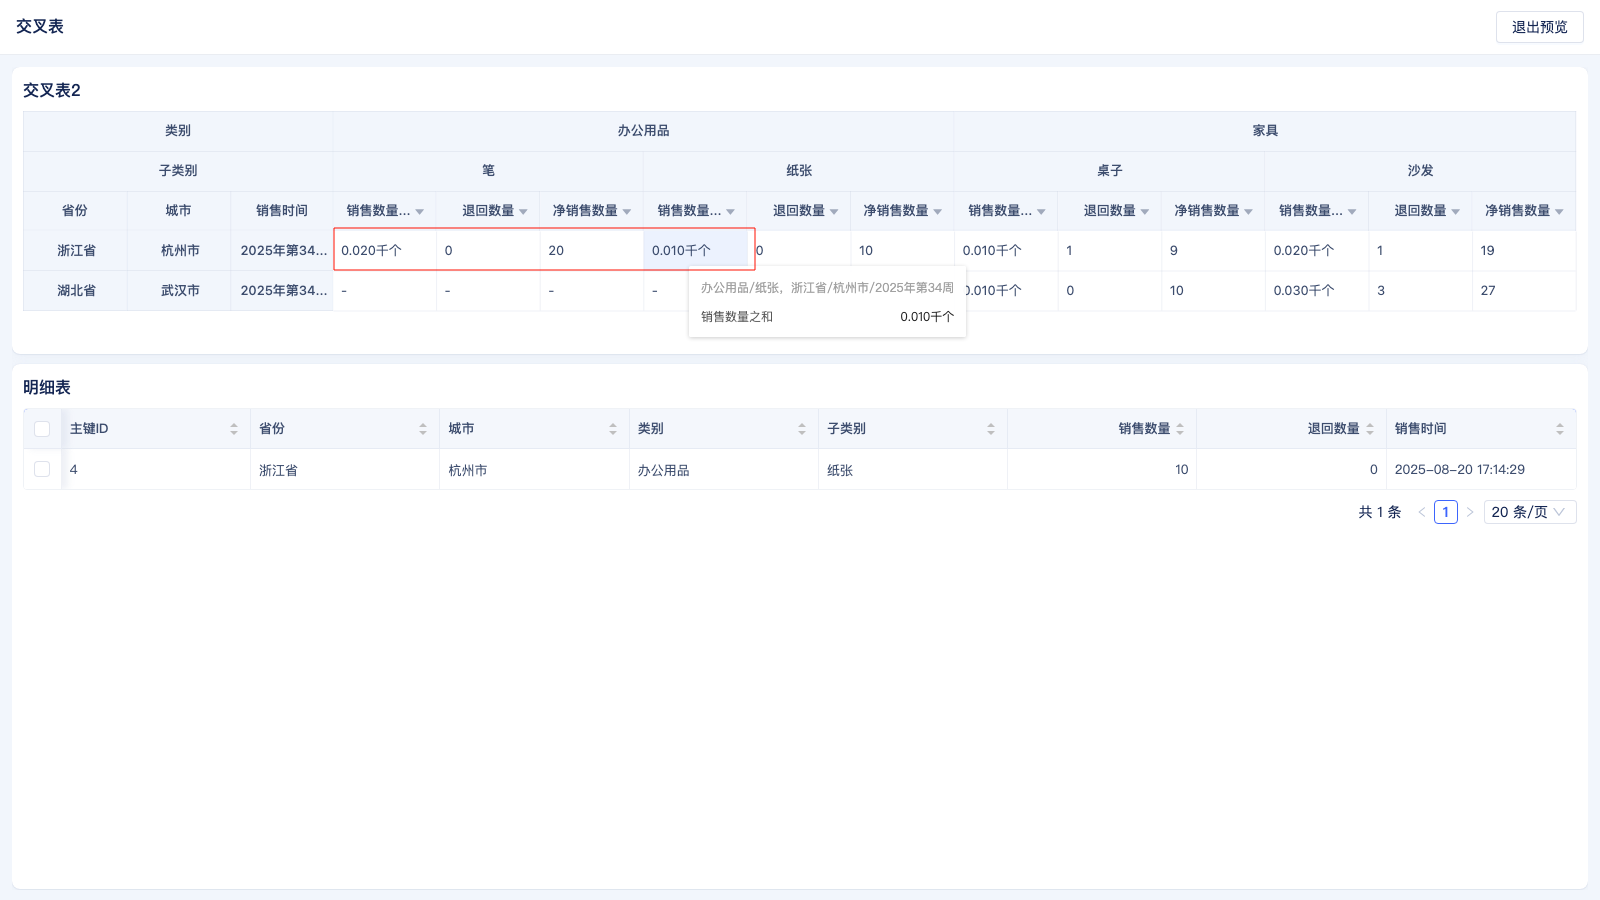 交叉表
退出预览
交叉表2
类别 办公用品 家具
子类别 笔 纸张 桌子 沙发
省份 城市 销售时间 销售数量... 退回数量 净销售数量 销售数量... 退回数量 净销售数量 销售数量... 退回数量 净销售数量 销售数量... 退回数量 净销售数量
浙江省 杭州市 2025年第34... 0.020千个 0 20 0.010千个 0 10 0.010千个 1 9 0.020千个 1 19
湖北省 武汉市 2025年第34... - - - - 0.010千个 0 10 0.030千个 3 27
办公用品/纸张，浙江省/杭州市/2025年第34周
销售数量之和 0.010千个
明细表
主键ID 省份 城市 类别 子类别 销售数量 退回数量 销售时间
4 浙江省 杭州市 办公用品 纸张 10 0 2025-08-20 17:14:29
共 1 条 < 1 > 20 条/页